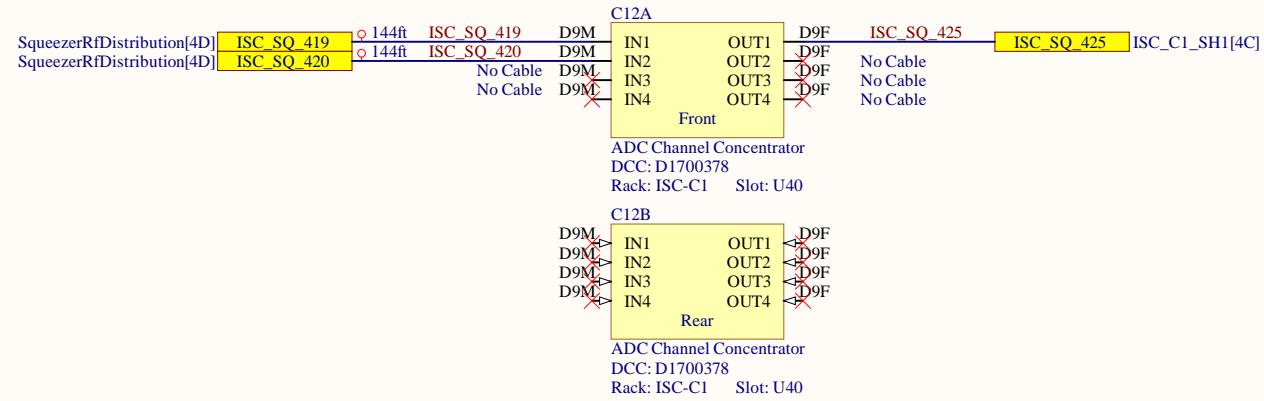 C12A
SqueezerRfDistribution[4D] ISC_SQ_419 144ft ISC_SQ_419 D9M IN1 OUT1 D9F ISC_SQ_425 ISC_SQ_425 ISC_C1_SH1[4C]
SqueezerRfDistribution[4D] ISC_SQ_420 144ft ISC_SQ_420 D9M IN2 OUT2 D9F No Cable
No Cable D9M IN3 OUT3 D9F No Cable
No Cable D9M IN4 OUT4 D9F No Cable
Front
ADC Channel Concentrator
DCC: D1700378
Rack: ISC-C1 Slot: U40
C12B
D9M IN1 OUT1 D9F
D9M IN2 OUT2 D9F
D9M IN3 OUT3 D9F
D9M IN4 OUT4 D9F
Rear
ADC Channel Concentrator
DCC: D1700378
Rack: ISC-C1 Slot: U40